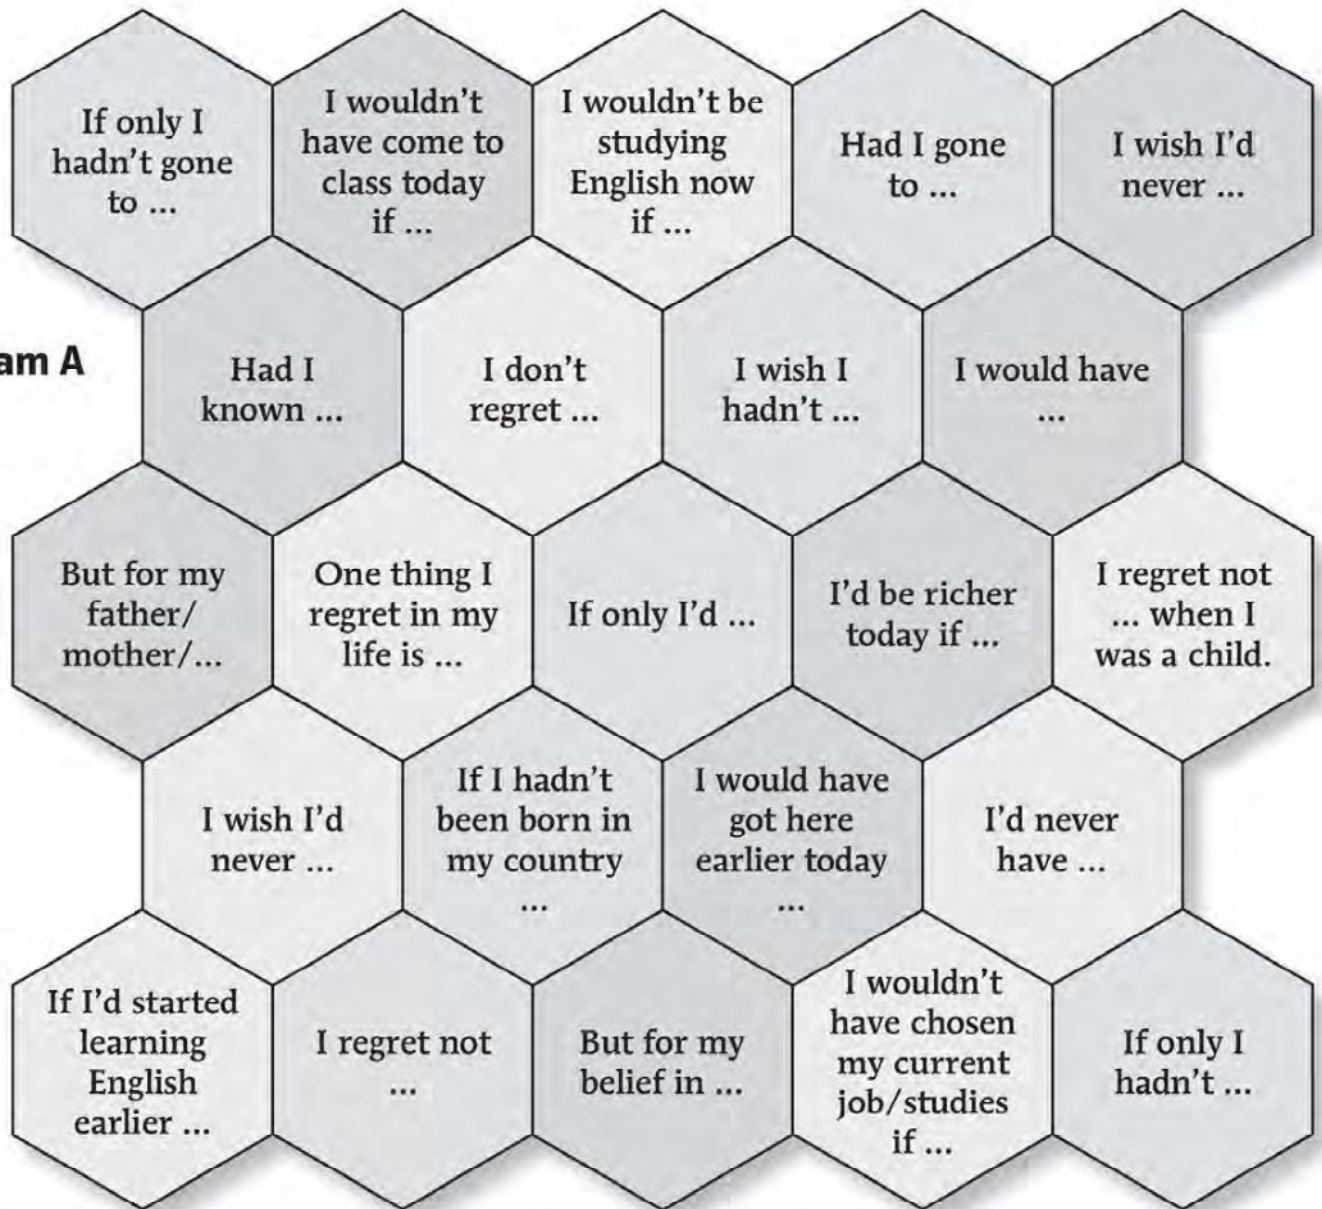 If only I
hadn't gone
to ...
I wouldn't
have come to
class today
if ...
I wouldn't be
studying
English now
if ...
Had I gone
to ...
I wish I'd
never ...
am A
Had I
known ...
I don't
regret ...
I wish I
hadn't ...
I would have
...
But for my
father/
mother/...
One thing I
regret in my
life is ...
If only I'd ...
I'd be richer
today if ...
I regret not
... when I
was a child.
I wish I'd
never ...
If I hadn't
been born in
my country
...
I would have
got here
earlier today
...
I'd never
have ...
If I'd started
learning
English
earlier ...
I regret not
...
But for my
belief in ...
I wouldn't
have chosen
my current
job/studies
if ...
If only I
hadn't ...